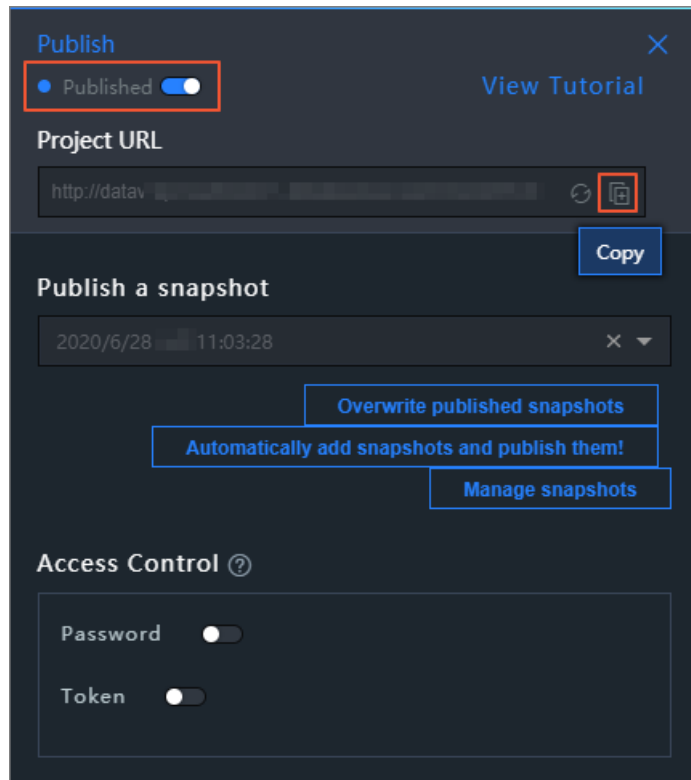 Publish
Published
View Tutorial
Project URL
http://datav
Copy
Publish a snapshot
2020/6/28 11:03:28
Overwrite published snapshots
Automatically add snapshots and publish them!
Manage snapshots
Access Control
Password
Token